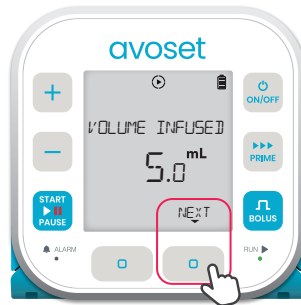 avoset
ON/OFF
VOLUME INFUSED
5.0 mL
PRIME
START
PAUSE
NEXT
BOLUS
ALARM
RUN